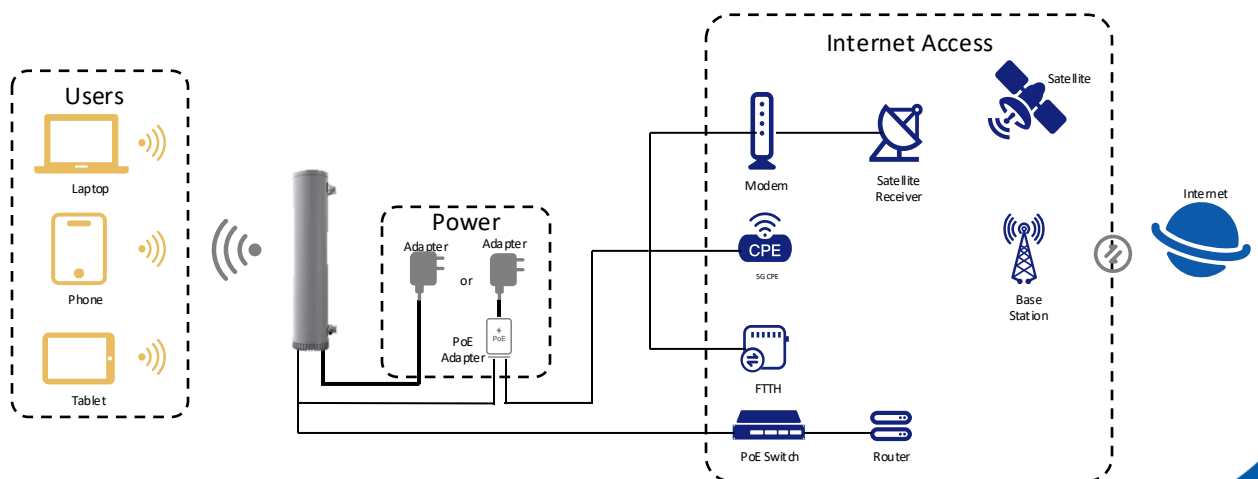 Users
Laptop
Phone
Tablet
Power
Adapter
Adapter
or
PoE
PoE
Adapter
Internet Access
Satellite
Modem
Satellite
Receiver
CPE
5G CPE
Base
Station
FTTH
PoE Switch
Router
Internet